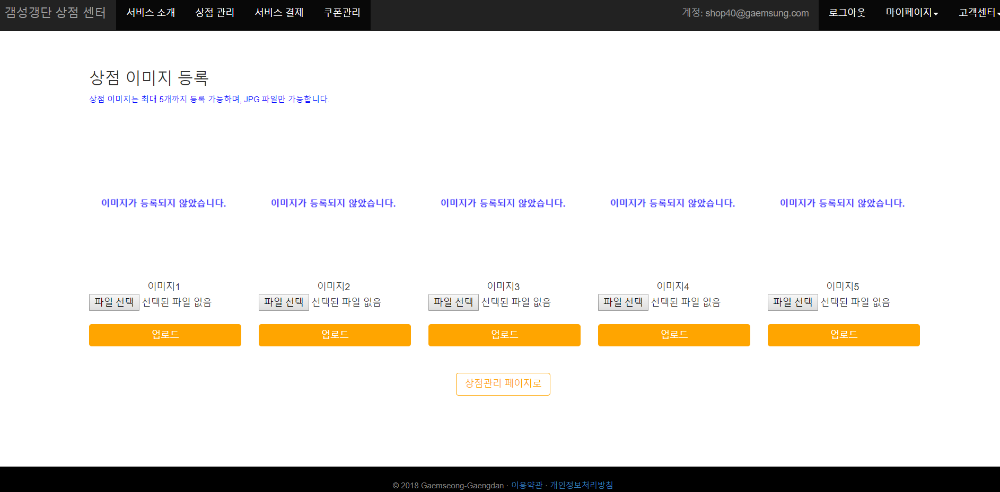 갬성갱단 상점 센터 서비스 소개 상점 관리 서비스 결제 쿠폰관리 계정: shop40@gaemsung.com 로그아웃 마이페이지 고객센터
상점 이미지 등록
상점 이미지는 최대 5개까지 등록 가능하며, JPG 파일만 가능합니다.
이미지가 등록되지 않았습니다. 이미지가 등록되지 않았습니다. 이미지가 등록되지 않았습니다. 이미지가 등록되지 않았습니다. 이미지가 등록되지 않았습니다.
이미지1 이미지2 이미지3 이미지4 이미지5
파일 선택 선택된 파일 없음 파일 선택 선택된 파일 없음 파일 선택 선택된 파일 없음 파일 선택 선택된 파일 없음 파일 선택 선택된 파일 없음
업로드 업로드 업로드 업로드 업로드
상점관리 페이지로
© 2018 Gaemseong-Gaengdan · 이용약관 · 개인정보처리방침